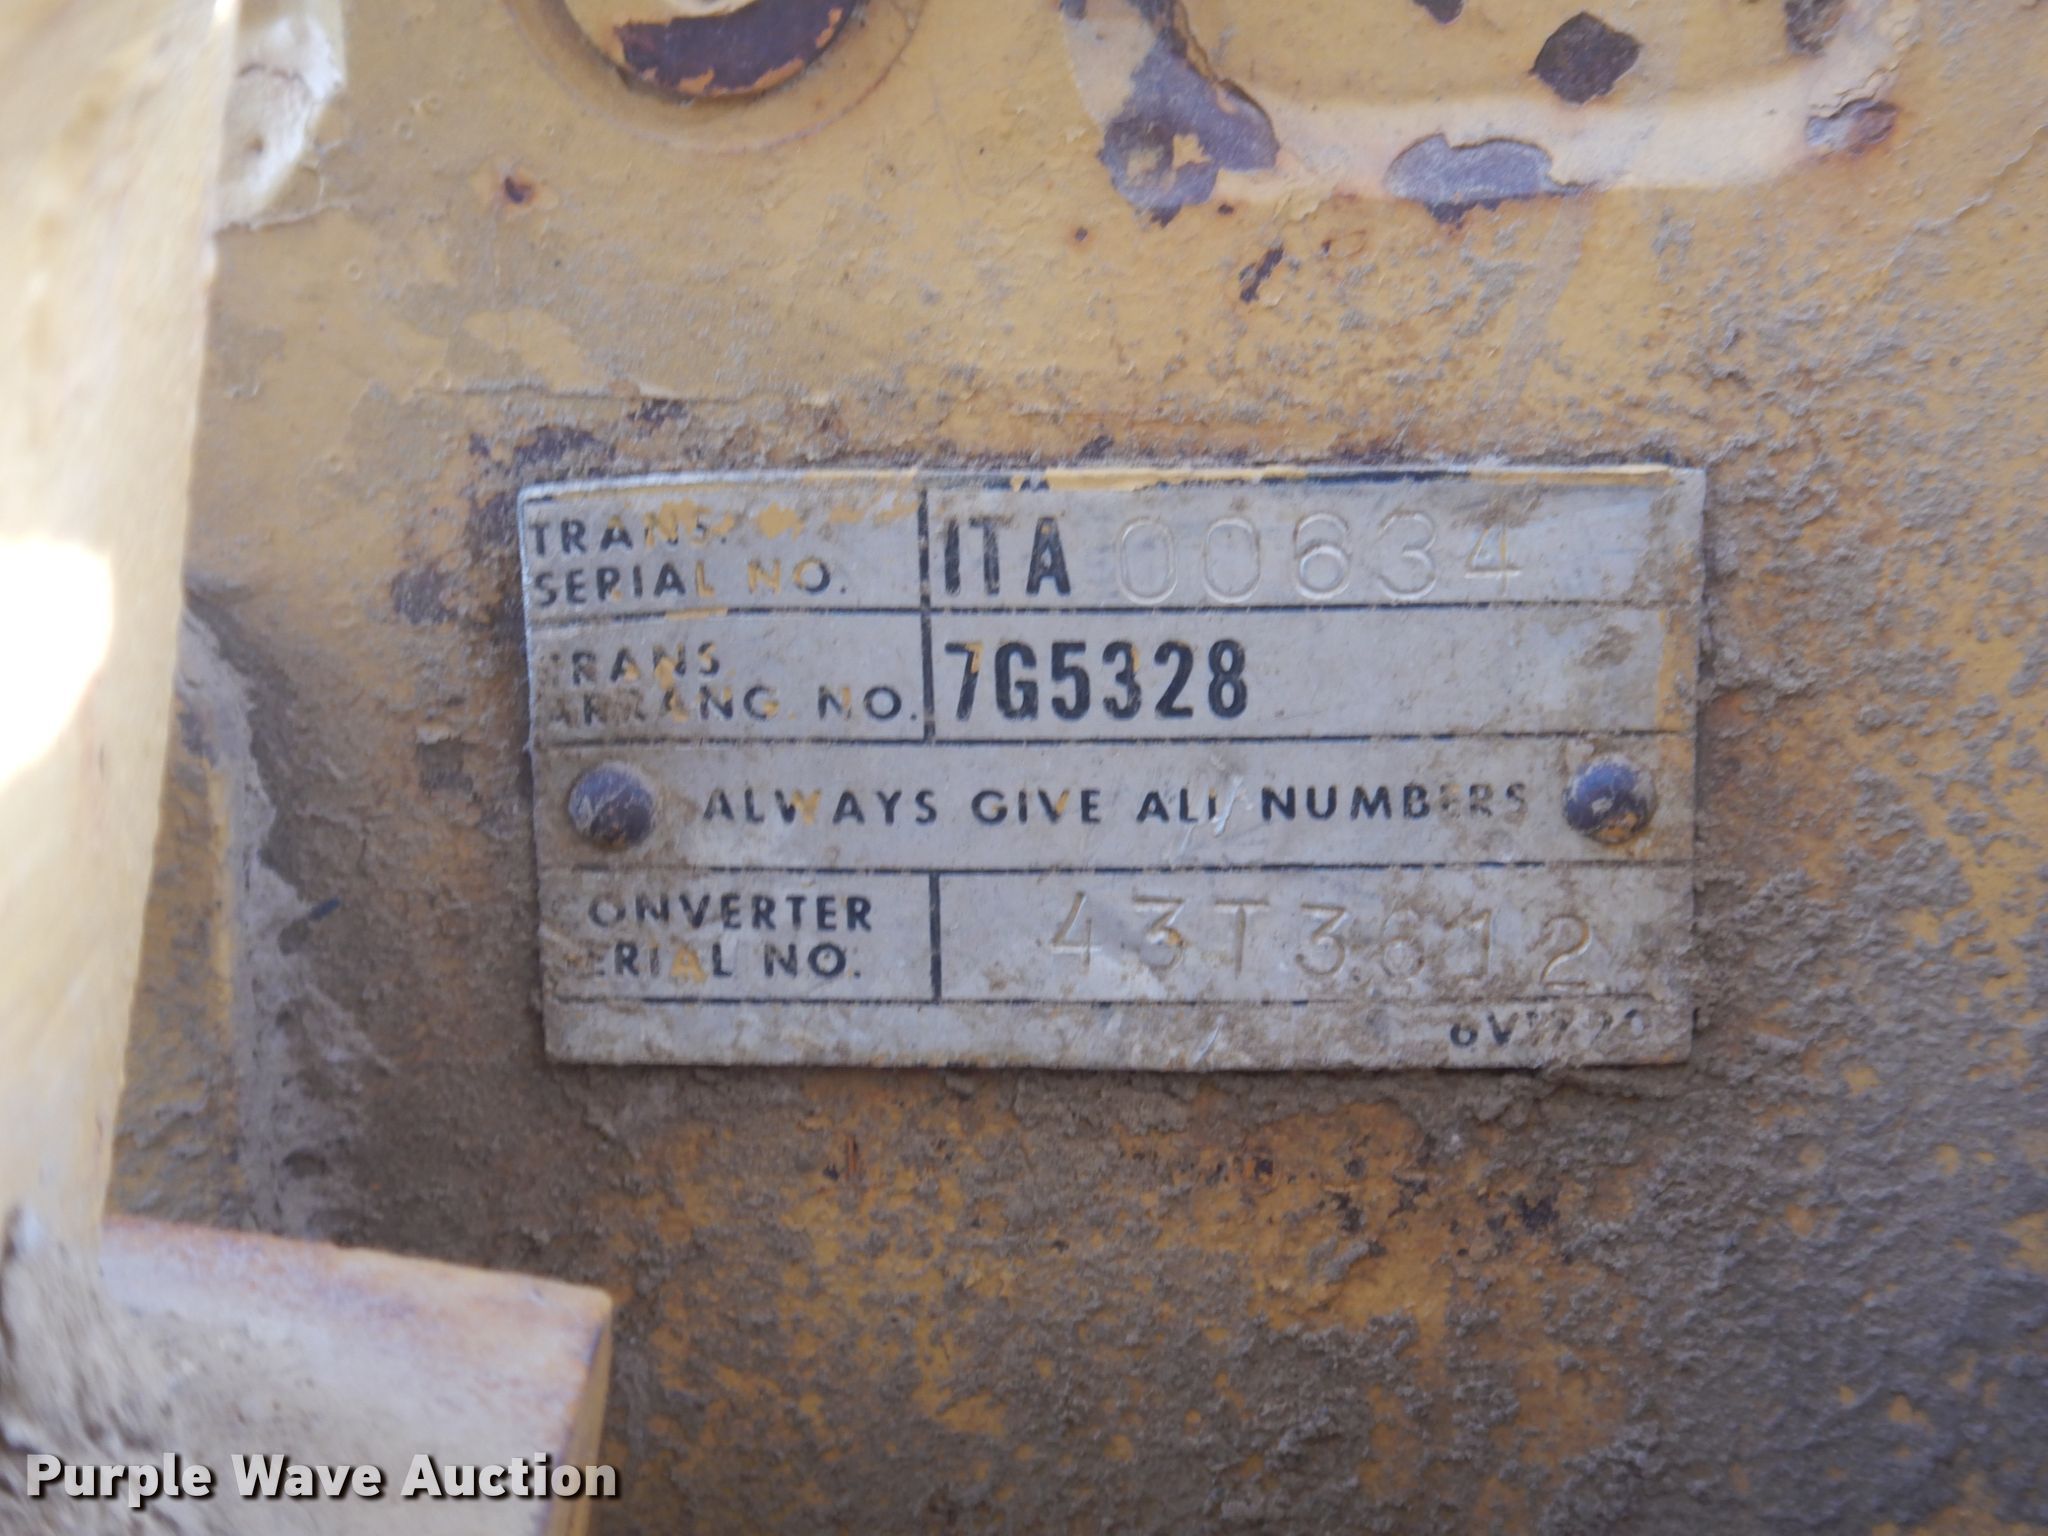 TRANS.
SERIAL NO. 1TA 00634
TRANS
ARRANG NO. 7G5328
ALWAYS GIVE ALL NUMBERS
CONVERTER
SERIAL NO. 43T3612
Purple Wave Auction